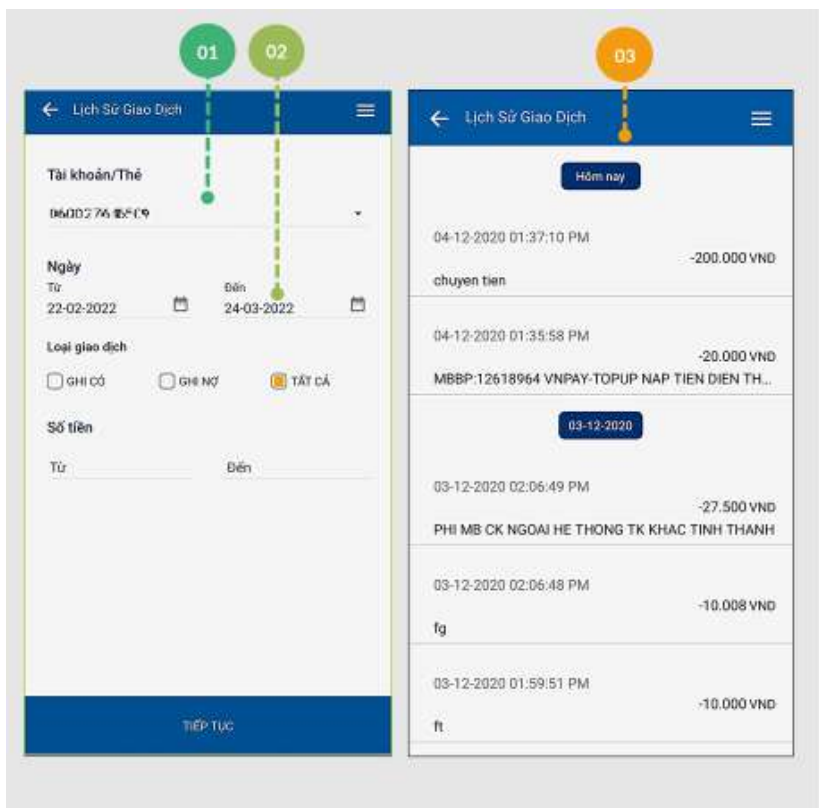 01
02
03
Lịch Sử Giao Dịch
Tài khoản/Thẻ
Ngày
Từ
Đến
22-02-2022
24-03-2022
Loại giao dịch
GHI CÓ
GHI NỢ
TẤT CẢ
Số tiền
Từ
Đến
TIẾP TỤC
Lịch Sử Giao Dịch
Hôm nay
04-12-2020 01:37:10 PM
-200.000 VND
chuyen tien
04-12-2020 01:35:58 PM
-20.000 VND
MBBP:12618964 VNPAY-TOPUP NAP TIEN DIEN TH...
03-12-2020
03-12-2020 02:06:49 PM
-27.500 VND
PHI MB CK NGOAI HE THONG TK KHAC TINH THANH
03-12-2020 02:06:48 PM
-10.008 VND
fg
03-12-2020 01:59:51 PM
-10.000 VND
ft